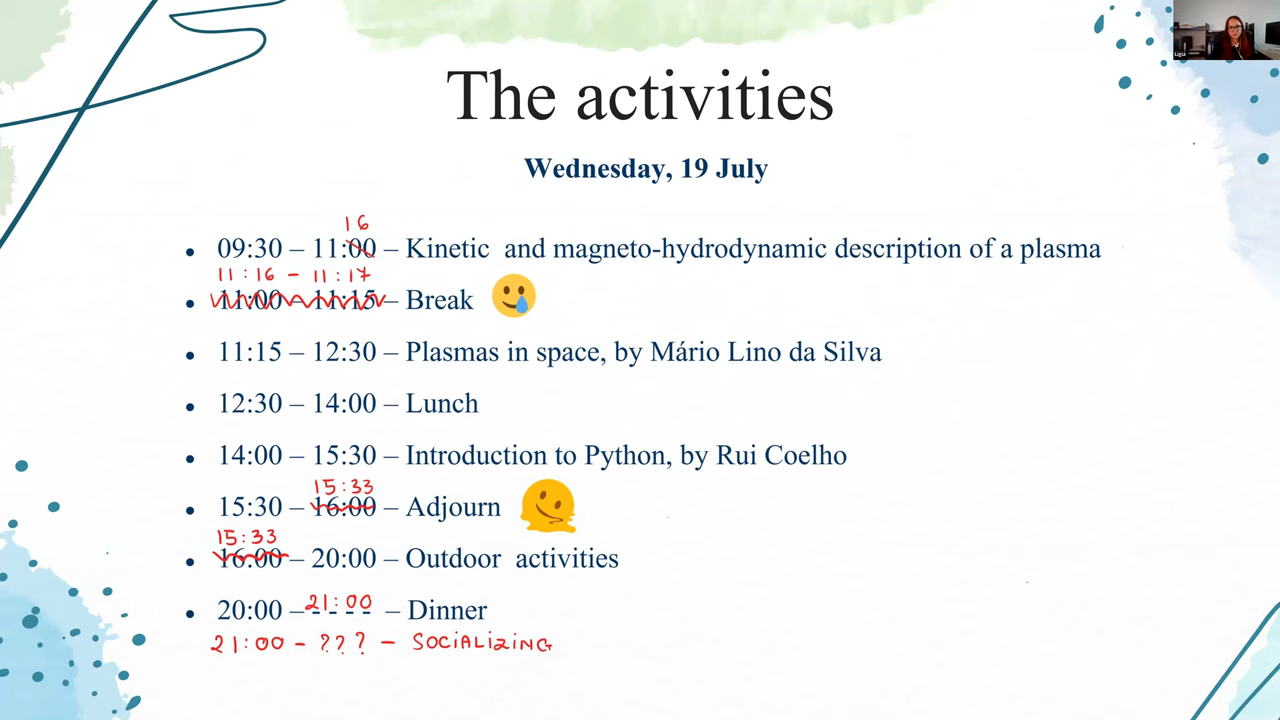 Ligia
The activities
Wednesday, 19 July
16
• 09:30 – 11:00 – Kinetic and magneto-hydrodynamic description of a plasma
11:16 – 11:17
• 11:00 – 11:15 – Break
• 11:15 – 12:30 – Plasmas in space, by Mário Lino da Silva
• 12:30 – 14:00 – Lunch
• 14:00 – 15:30 – Introduction to Python, by Rui Coelho
15:33
• 15:30 – 16:00 – Adjourn
15:33
• 16:00 – 20:00 – Outdoor activities
• 20:00 – 21:00 – Dinner
21:00 – ??? – SOCIALIZING